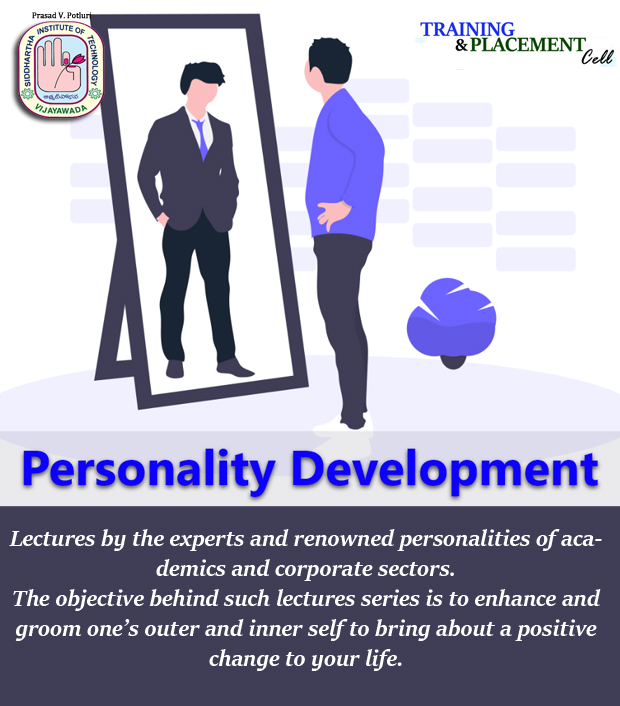 Prasad V. Potluri
SIDDHARTHA INSTITUTE OF TECHNOLOGY
VIJAYAWADA
TRAINING
&PLACEMENT
Cell
Personality Development
Lectures by the experts and renowned personalities of aca-
demics and corporate sectors.
The objective behind such lectures series is to enhance and
groom one’s outer and inner self to bring about a positive
change to your life.